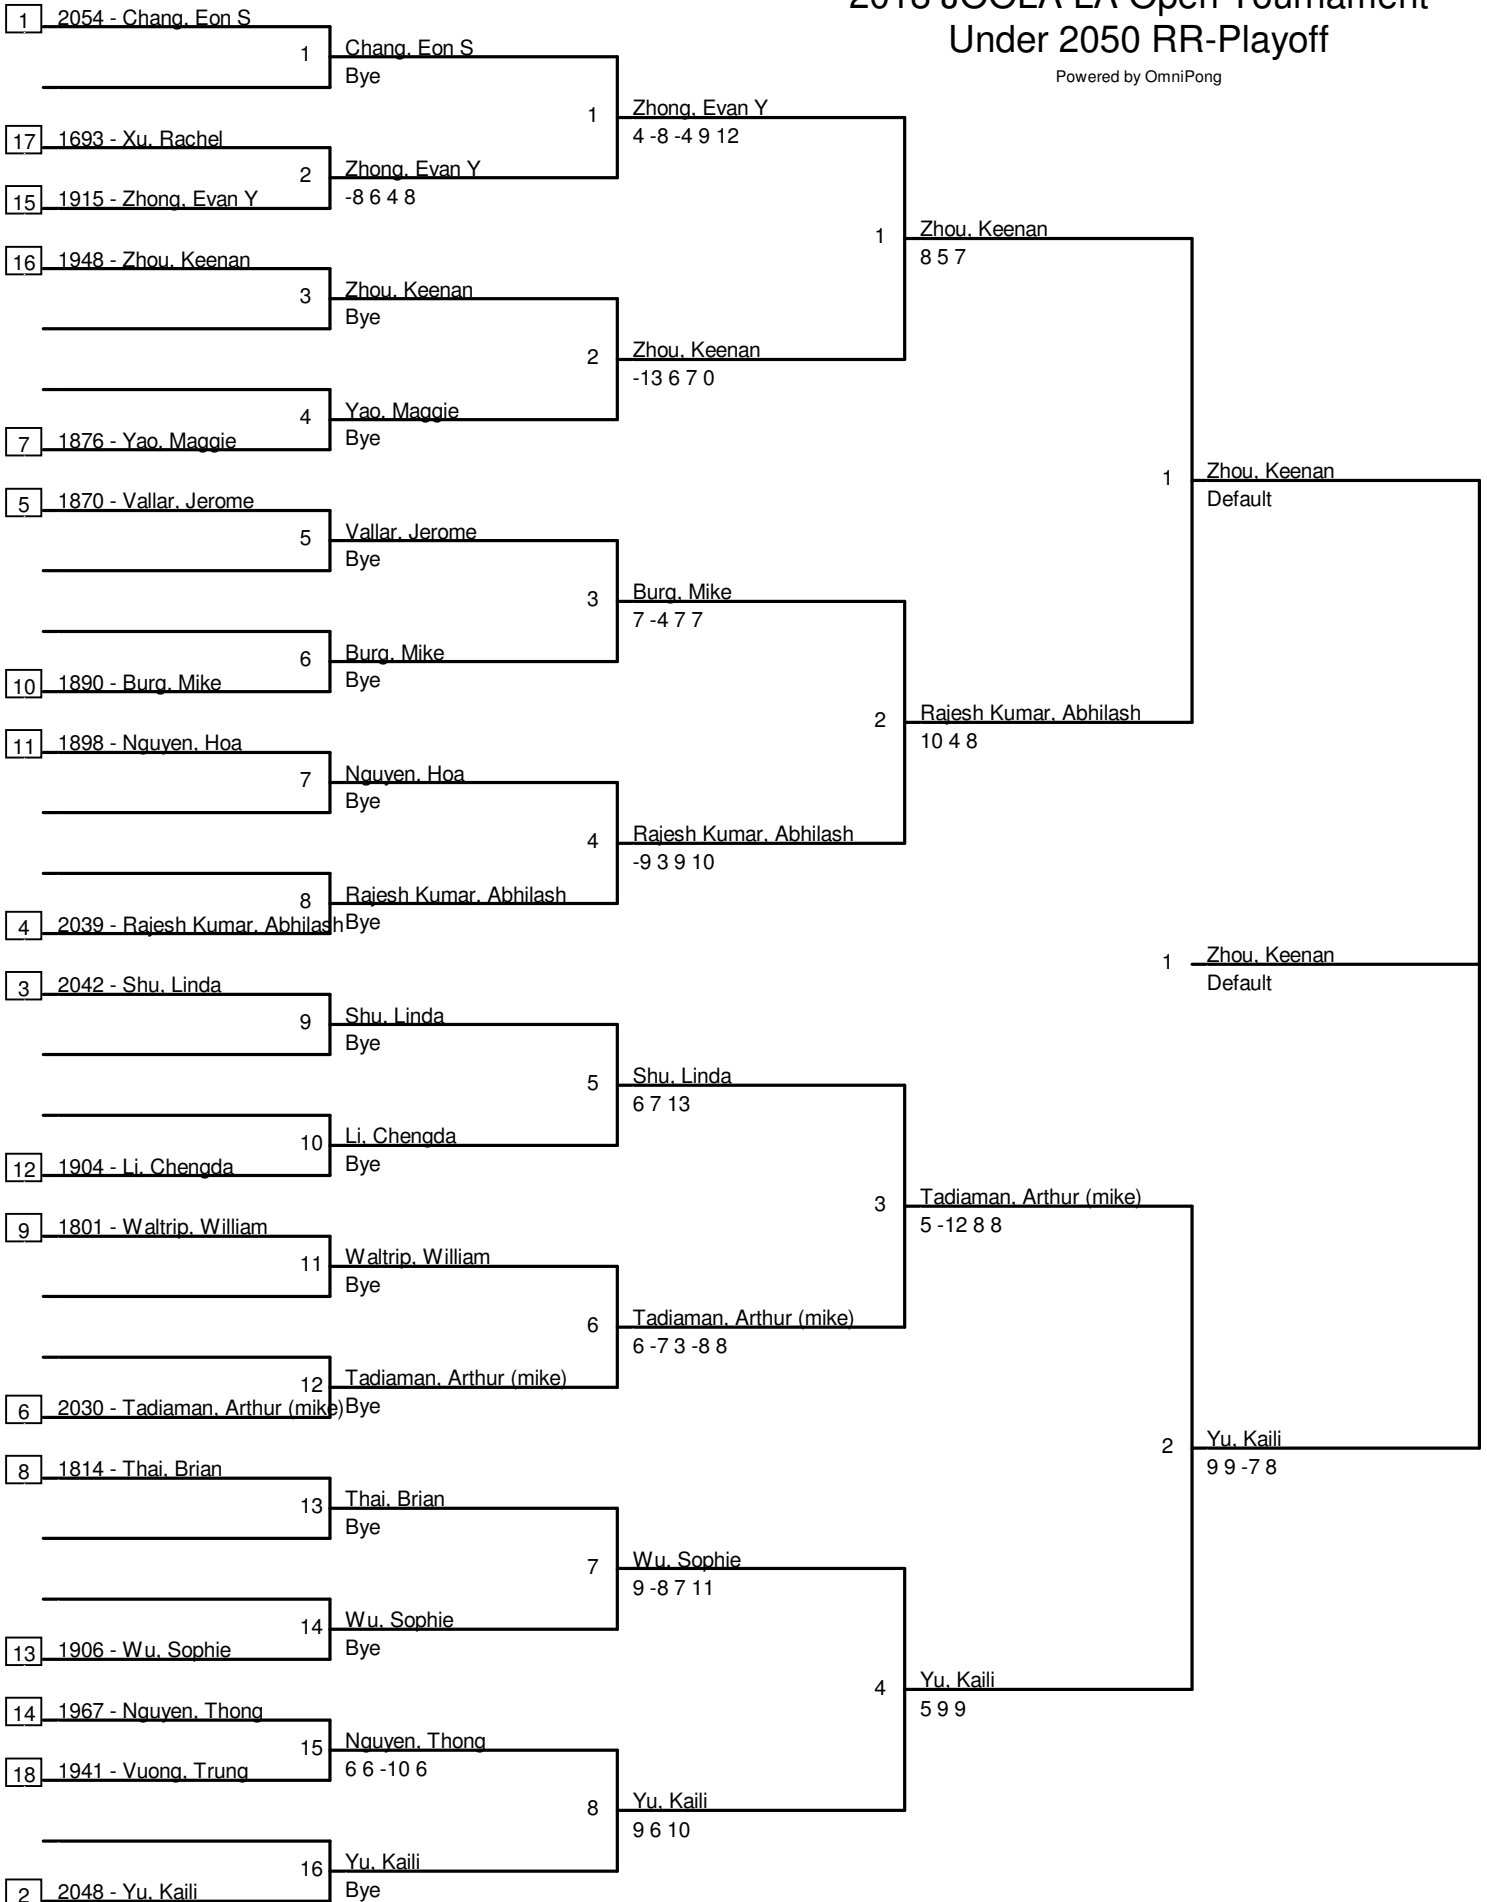 2018 JOOLA LA Open Tournament
Under 2050 RR-Playoff
Powered by OmniPong
1 2054 - Chang, Eon S
1 Chang, Eon S
Bye
1 Zhong, Evan Y
4 -8 -4 9 12
17 1693 - Xu, Rachel
2 Zhong, Evan Y
-8 6 4 8
15 1915 - Zhong, Evan Y
1 Zhou, Keenan
8 5 7
16 1948 - Zhou, Keenan
3 Zhou, Keenan
Bye
2 Zhou, Keenan
-13 6 7 0
4 Yao, Maggie
Bye
7 1876 - Yao, Maggie
1 Zhou, Keenan
Default
5 1870 - Vallar, Jerome
5 Vallar, Jerome
Bye
3 Burg, Mike
7 -4 7 7
6 Burg, Mike
Bye
10 1890 - Burg, Mike
2 Rajesh Kumar, Abhilash
10 4 8
11 1898 - Nguyen, Hoa
7 Nguyen, Hoa
Bye
4 Rajesh Kumar, Abhilash
-9 3 9 10
8 Rajesh Kumar, Abhilash
Bye
4 2039 - Rajesh Kumar, Abhilash
1 Zhou, Keenan
Default
3 2042 - Shu, Linda
9 Shu, Linda
Bye
5 Shu, Linda
6 7 13
10 Li, Chengda
Bye
12 1904 - Li, Chengda
3 Tadiaman, Arthur (mike)
5 -12 8 8
9 1801 - Waltrip, William
11 Waltrip, William
Bye
6 Tadiaman, Arthur (mike)
6 -7 3 -8 8
12 Tadiaman, Arthur (mike)
Bye
6 2030 - Tadiaman, Arthur (mike)
2 Yu, Kaili
9 9 -7 8
8 1814 - Thai, Brian
13 Thai, Brian
Bye
7 Wu, Sophie
9 -8 7 11
14 Wu, Sophie
Bye
13 1906 - Wu, Sophie
4 Yu, Kaili
5 9 9
14 1967 - Nguyen, Thong
15 Nguyen, Thong
6 6 -10 6
18 1941 - Vuong, Trung
8 Yu, Kaili
9 6 10
16 Yu, Kaili
Bye
2 2048 - Yu, Kaili